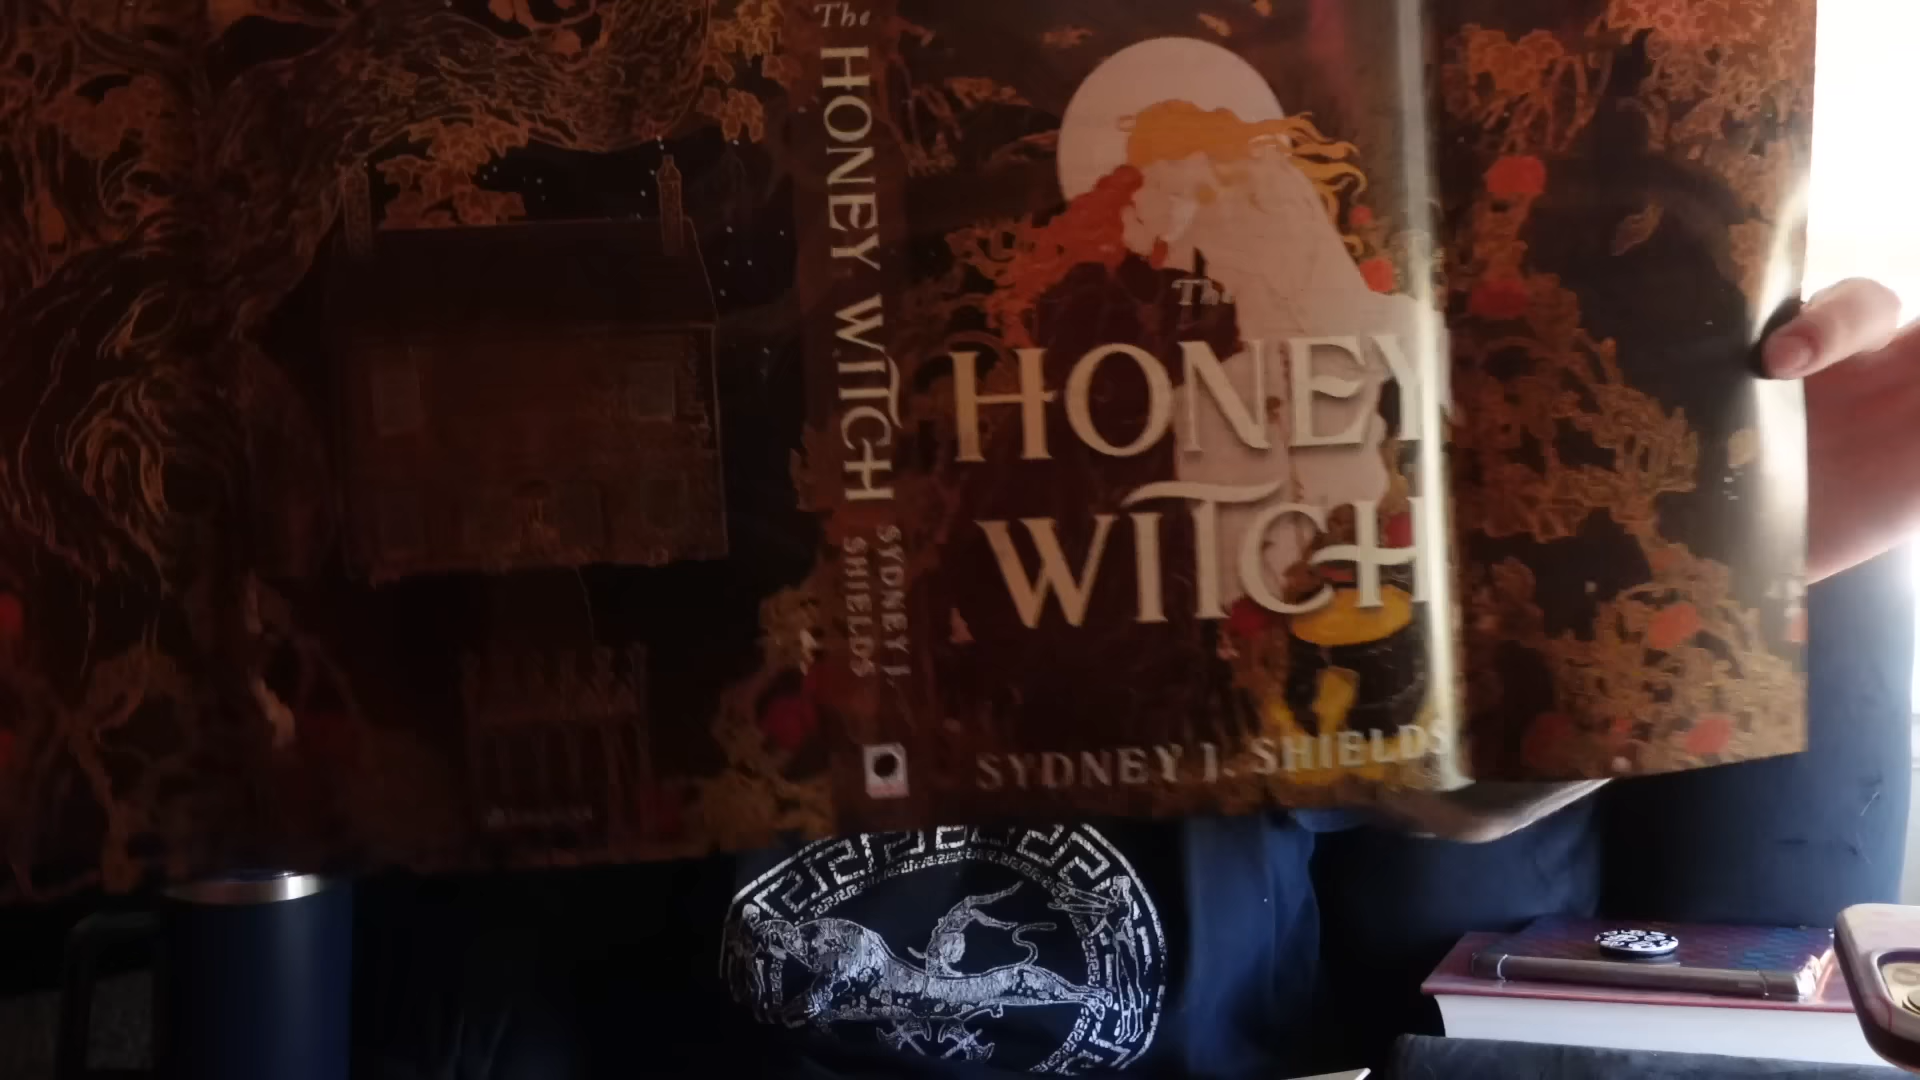 The HONEY WITCH
SYDNEY J.
SHIELDS
The
HONEY
WITCH
SYDNEY J. SHIELDS